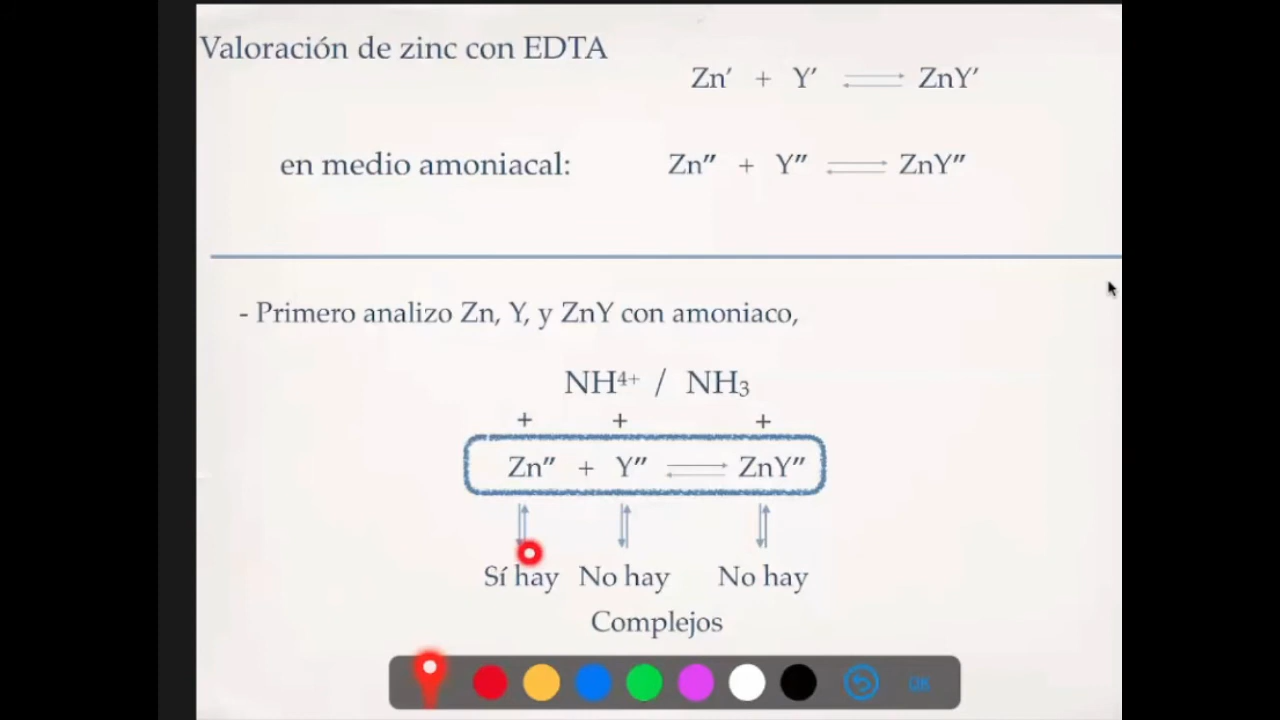 Valoración de zinc con EDTA
Zn′ + Y′ ⇌ ZnY′
en medio amoniacal: Zn″ + Y″ ⇌ ZnY″
- Primero analizo Zn, Y, y ZnY con amoniaco,
NH⁴⁺ / NH₃
+ + +
Zn″ + Y″ ⇌ ZnY″
Sí hay No hay No hay
Complejos
OK